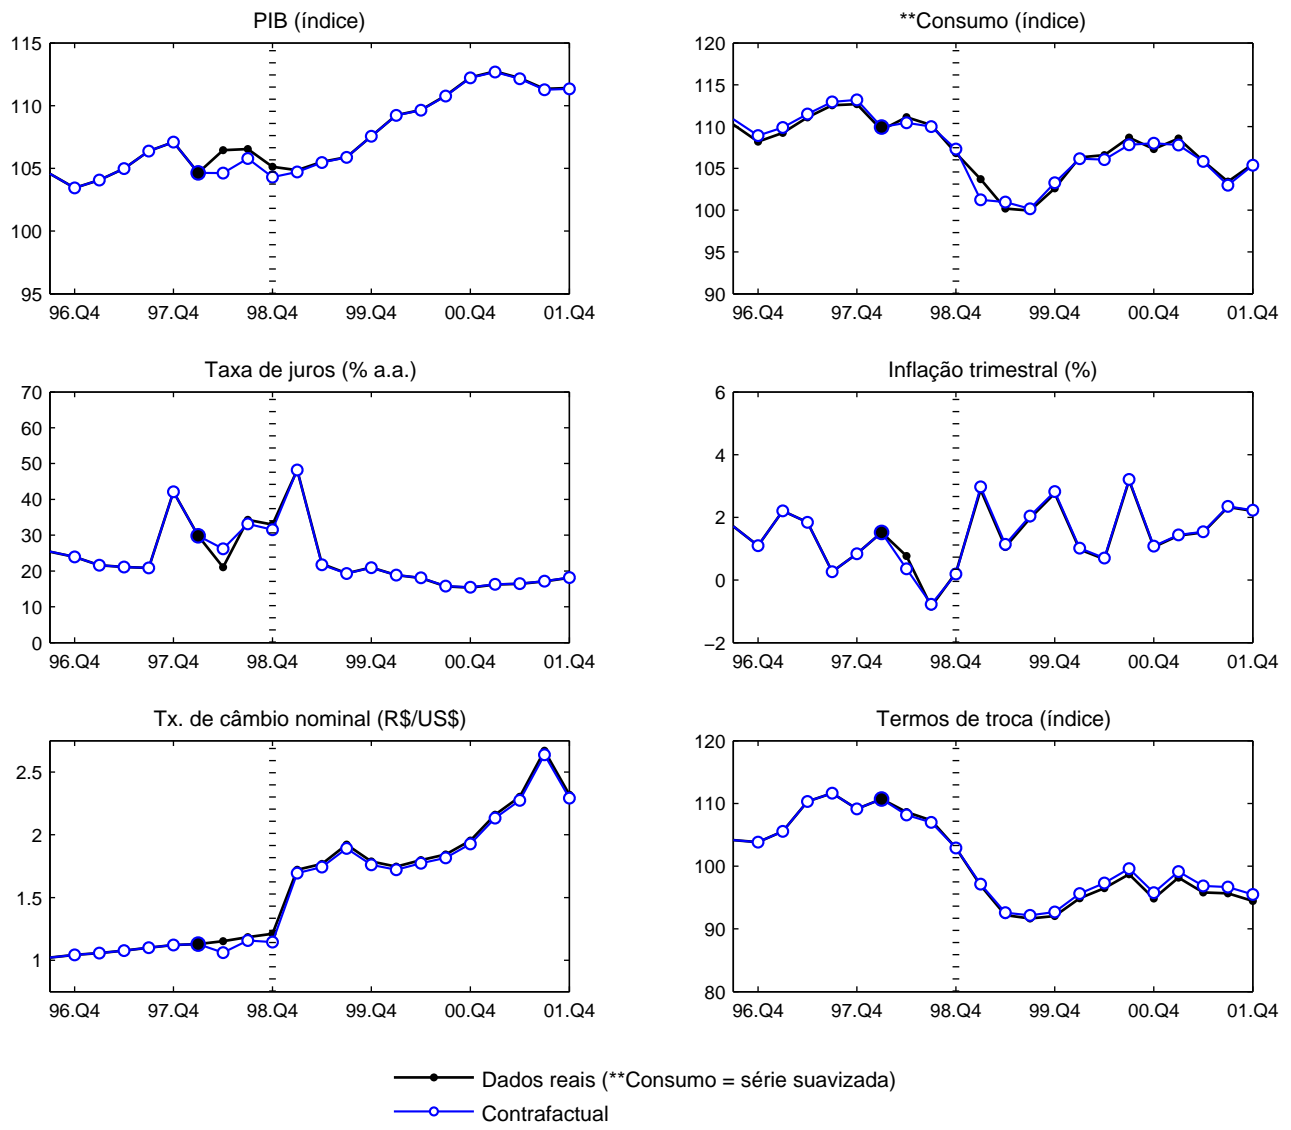 PIB (índice)
115
110
105
100
95
96.Q4 97.Q4 98.Q4 99.Q4 00.Q4 01.Q4
**Consumo (índice)
120
115
110
105
100
95
90
96.Q4 97.Q4 98.Q4 99.Q4 00.Q4 01.Q4
Taxa de juros (% a.a.)
70
60
50
40
30
20
10
0
96.Q4 97.Q4 98.Q4 99.Q4 00.Q4 01.Q4
Inflação trimestral (%)
6
4
2
0
−2
96.Q4 97.Q4 98.Q4 99.Q4 00.Q4 01.Q4
Tx. de câmbio nominal (R$/US$)
2.5
2
1.5
1
96.Q4 97.Q4 98.Q4 99.Q4 00.Q4 01.Q4
Termos de troca (índice)
120
110
100
90
80
96.Q4 97.Q4 98.Q4 99.Q4 00.Q4 01.Q4
Dados reais (**Consumo = série suavizada)
Contrafactual